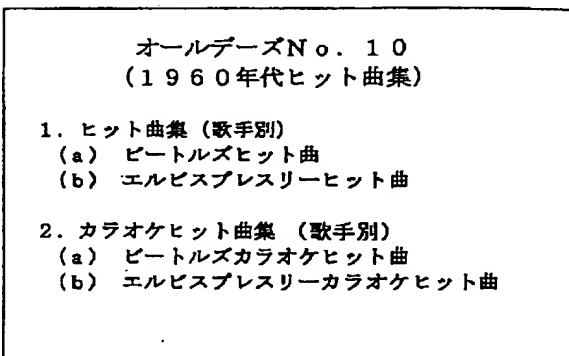 オールデーズNo．10
(1960年代ヒット曲集)
1．ヒット曲集（歌手別）
(a) ビートルズヒット曲
(b) エルビスプレスリーヒット曲
2．カラオケヒット曲集 （歌手別）
(a) ビートルズカラオケヒット曲
(b) エルビスプレスリーカラオケヒット曲